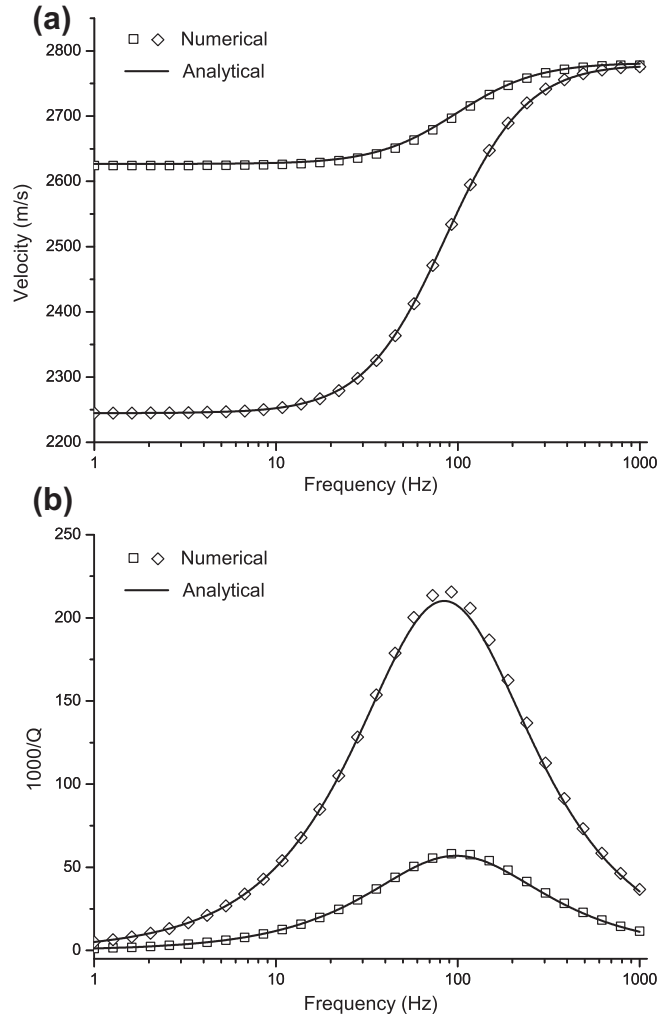 (a)
Numerical
Analytical
2800
2700
2600
2500
2400
2300
2200
Velocity (m/s)
1 10 100 1000
Frequency (Hz)
(b)
Numerical
Analytical
250
200
150
100
50
0
1000/Q
1 10 100 1000
Frequency (Hz)